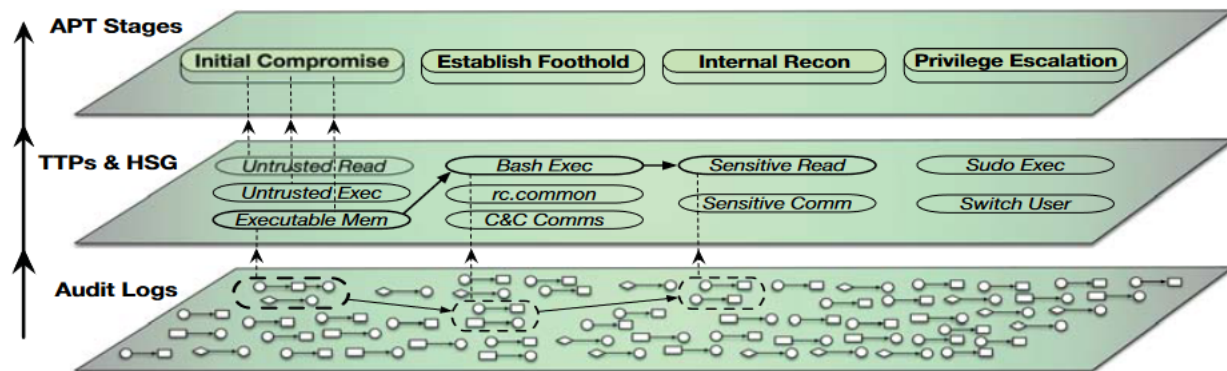 APT Stages
Initial Compromise
Establish Foothold
Internal Recon
Privilege Escalation
TTPs & HSG
Untrusted Read
Bash Exec
Sensitive Read
Sudo Exec
Untrusted Exec
rc.common
Sensitive Comm
Switch User
Executable Mem
C&C Comms
Audit Logs